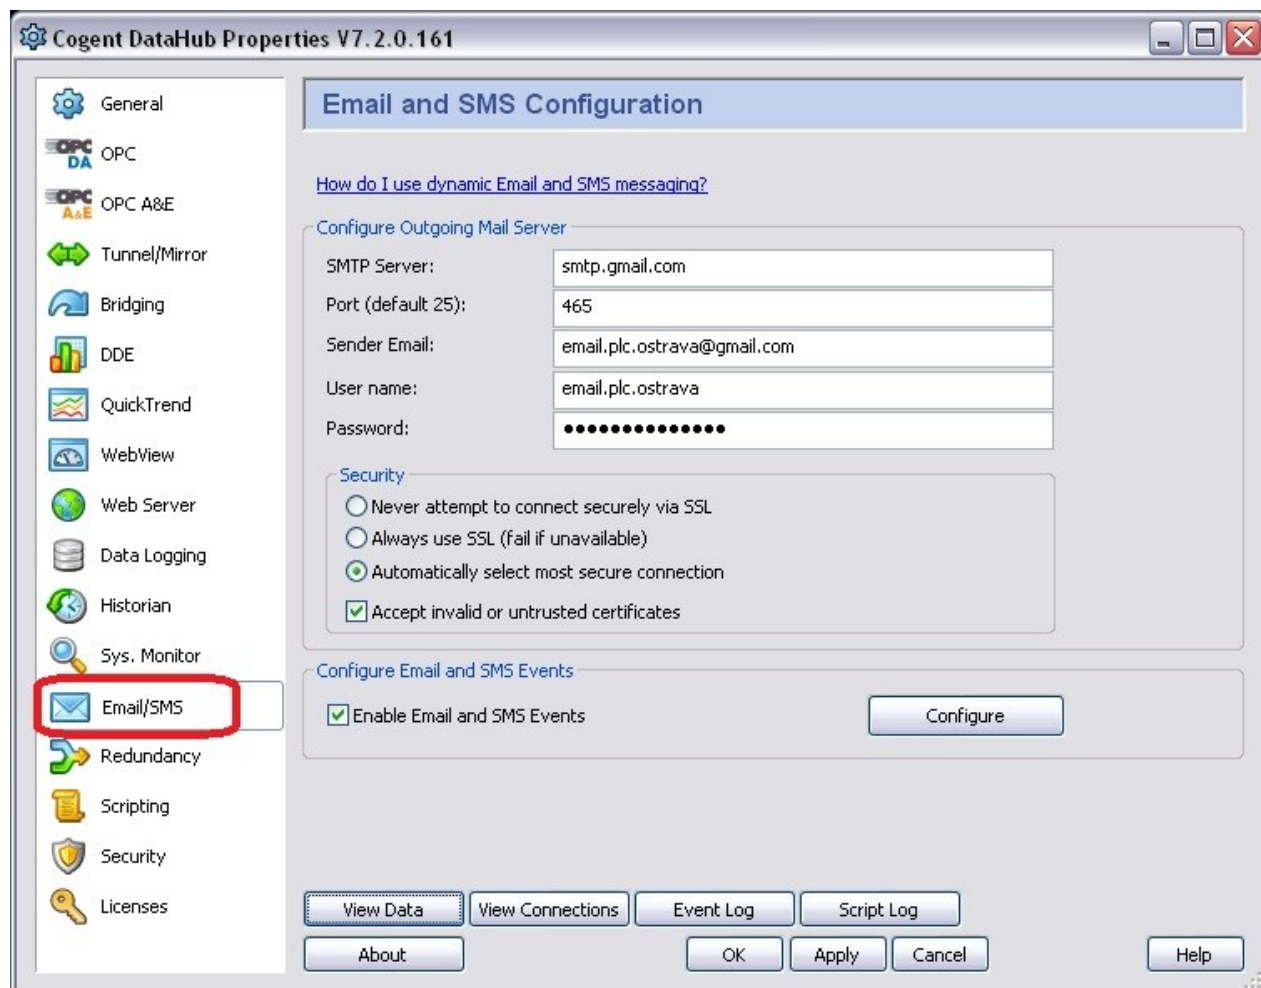 Cogent DataHub Properties V7.2.0.161
General
OPC DA OPC
OPC A&E OPC A&E
Tunnel/Mirror
Bridging
DDE
QuickTrend
WebView
Web Server
Data Logging
Historian
Sys. Monitor
Email/SMS
Redundancy
Scripting
Security
Licenses
Email and SMS Configuration
How do I use dynamic Email and SMS messaging?
Configure Outgoing Mail Server
SMTP Server: smtp.gmail.com
Port (default 25): 465
Sender Email: email.plc.ostrava@gmail.com
User name: email.plc.ostrava
Password: ••••••••••••••
Security
Never attempt to connect securely via SSL
Always use SSL (fail if unavailable)
Automatically select most secure connection
Accept invalid or untrusted certificates
Configure Email and SMS Events
Enable Email and SMS Events Configure
View Data View Connections Event Log Script Log
About OK Apply Cancel Help